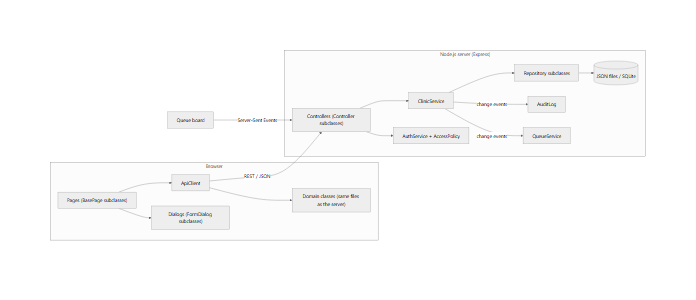 Node.js server (Express)
Repository subclasses
JSON files / SQLite
ClinicService
change events
AuditLog
Queue board
Server-Sent Events
Controllers (Controller
subclasses)
AuthService + AccessPolicy
change events
QueueService
Browser
ApiClient
REST / JSON
Pages (BasePage subclasses)
Domain classes (same files
as the server)
Dialogs (FormDialog
subclasses)